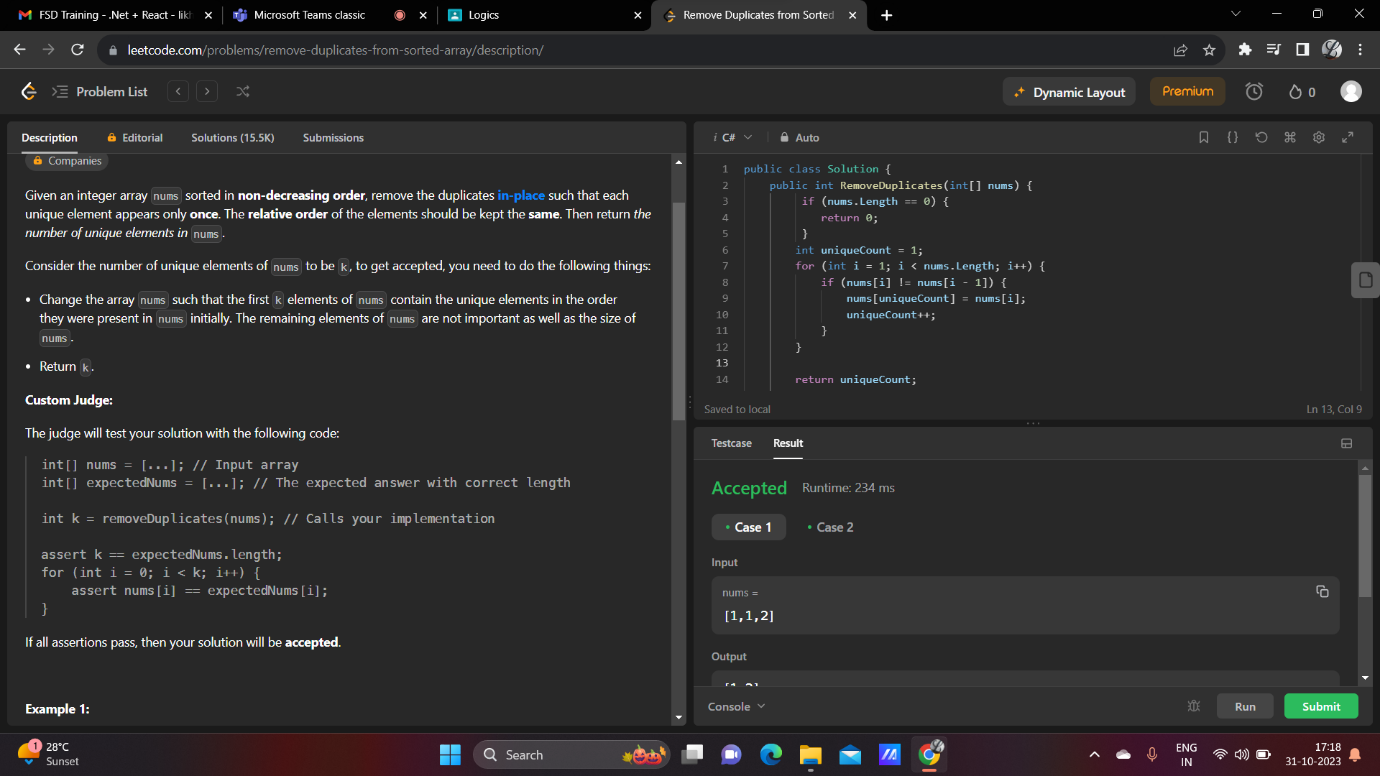 FSD Training - .Net + React - likh
Microsoft Teams classic
Logics
Remove Duplicates from Sorted
leetcode.com/problems/remove-duplicates-from-sorted-array/description/
Problem List
Dynamic Layout
Premium
0
Description
Editorial
Solutions (15.5K)
Submissions
Companies
Given an integer array nums sorted in non-decreasing order, remove the duplicates in-place such that each
unique element appears only once. The relative order of the elements should be kept the same. Then return the
number of unique elements in nums.
Consider the number of unique elements of nums to be k, to get accepted, you need to do the following things:
• Change the array nums such that the first k elements of nums contain the unique elements in the order
they were present in nums initially. The remaining elements of nums are not important as well as the size of
nums.
• Return k.
Custom Judge:
The judge will test your solution with the following code:
int[] nums = [...]; // Input array
int[] expectedNums = [...]; // The expected answer with correct length
int k = removeDuplicates(nums); // Calls your implementation
assert k == expectedNums.length;
for (int i = 0; i < k; i++) {
assert nums[i] == expectedNums[i];
}
If all assertions pass, then your solution will be accepted.
Example 1:
i C#
Auto
1 public class Solution {
2 public int RemoveDuplicates(int[] nums) {
3 if (nums.Length == 0) {
4 return 0;
5 }
6 int uniqueCount = 1;
7 for (int i = 1; i < nums.Length; i++) {
8 if (nums[i] != nums[i - 1]) {
9 nums[uniqueCount] = nums[i];
10 uniqueCount++;
11 }
12 }
13
14 return uniqueCount;
Saved to local
Ln 13, Col 9
Testcase
Result
Accepted
Runtime: 234 ms
• Case 1
• Case 2
Input
nums =
[1,1,2]
Output
[1,2]
Console
Run
Submit
1
28°C
Sunset
Search
ENG
IN
17:18
31-10-2023